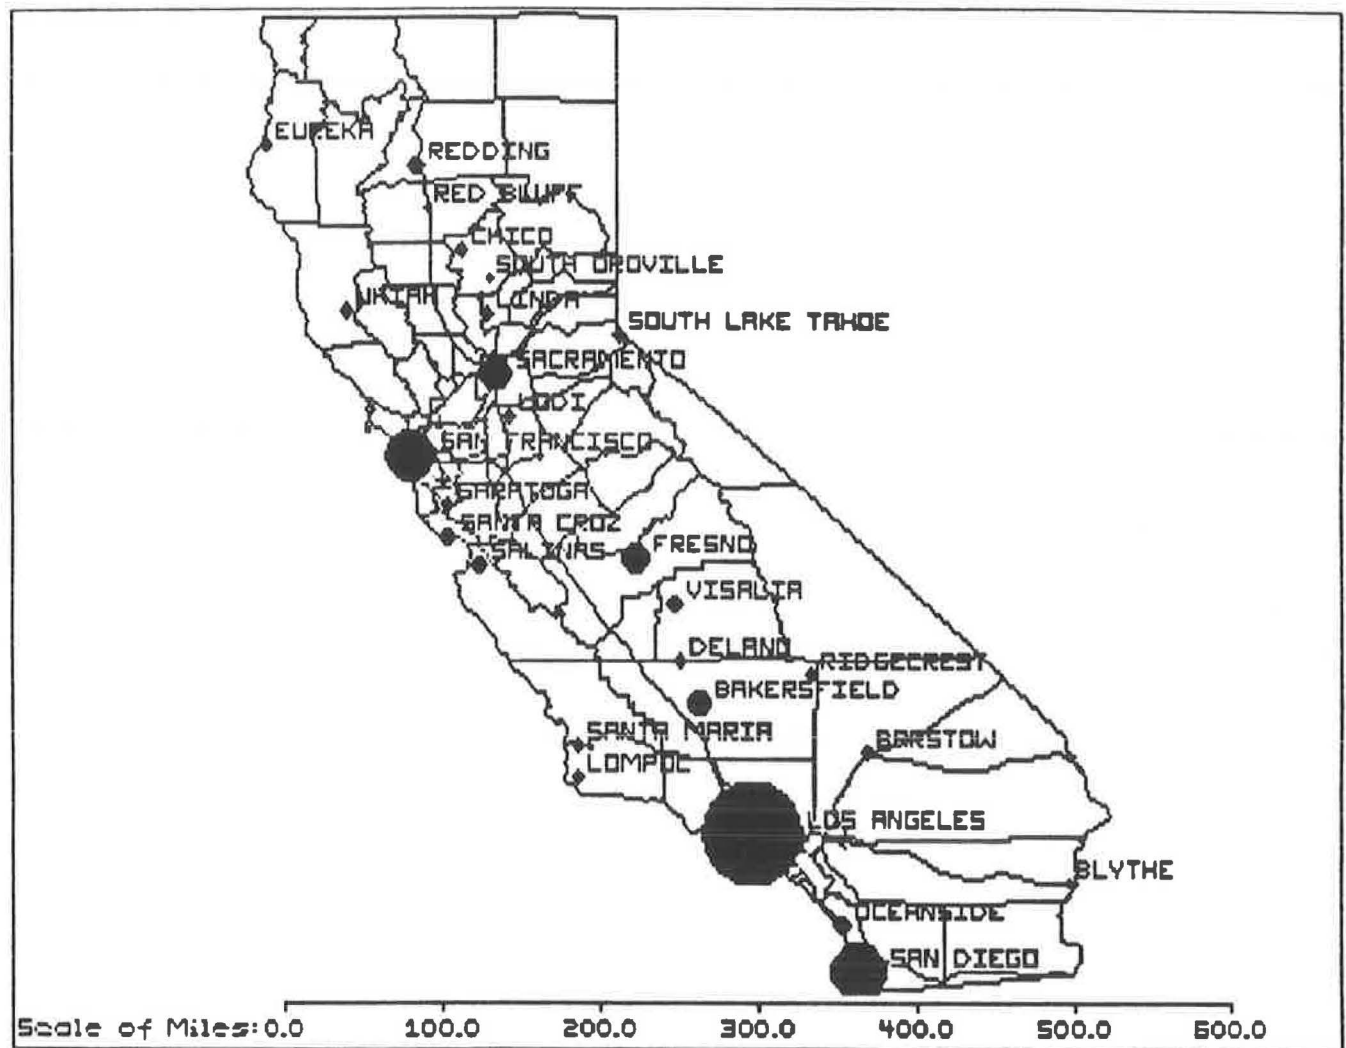 EUREKA
REDDING
RED BLUFF
CHICO
SOUTH OROVILLE
UKIAH
LINDA
SOUTH LAKE TAHOE
SACRAMENTO
LODI
SAN FRANCISCO
SARATOGA
SANTA CRUZ
SALINAS
FRESNO
VISALIA
DELANO
RIDGECREST
BAKERSFIELD
SANTA MARIA
BARSTOW
LOMPOC
LOS ANGELES
BLYTHE
OCEANSIDE
SAN DIEGO
Scale of Miles: 0.0 100.0 200.0 300.0 400.0 500.0 600.0